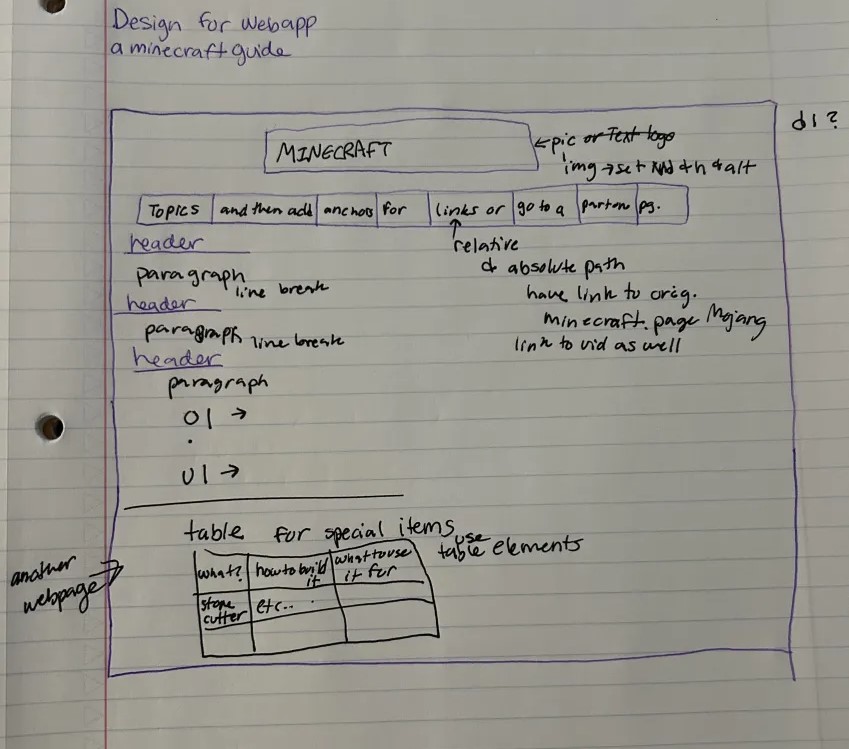 Design for webapp
a minecraft guide
dl?
MINECRAFT
←pic or Text logo
img → set &h & alt
TOPICS and then add anchors for links or go to a part on pg.
header
relative
& absolute path
paragraph line break
have link to orig.
header
minecraft page Mojang
paragraph line break
link to vid as well
header
paragraph
ol →
ul →
table for special items use
table elements
another
webpage
what? how to build it what to use it for
stone cutter etc..